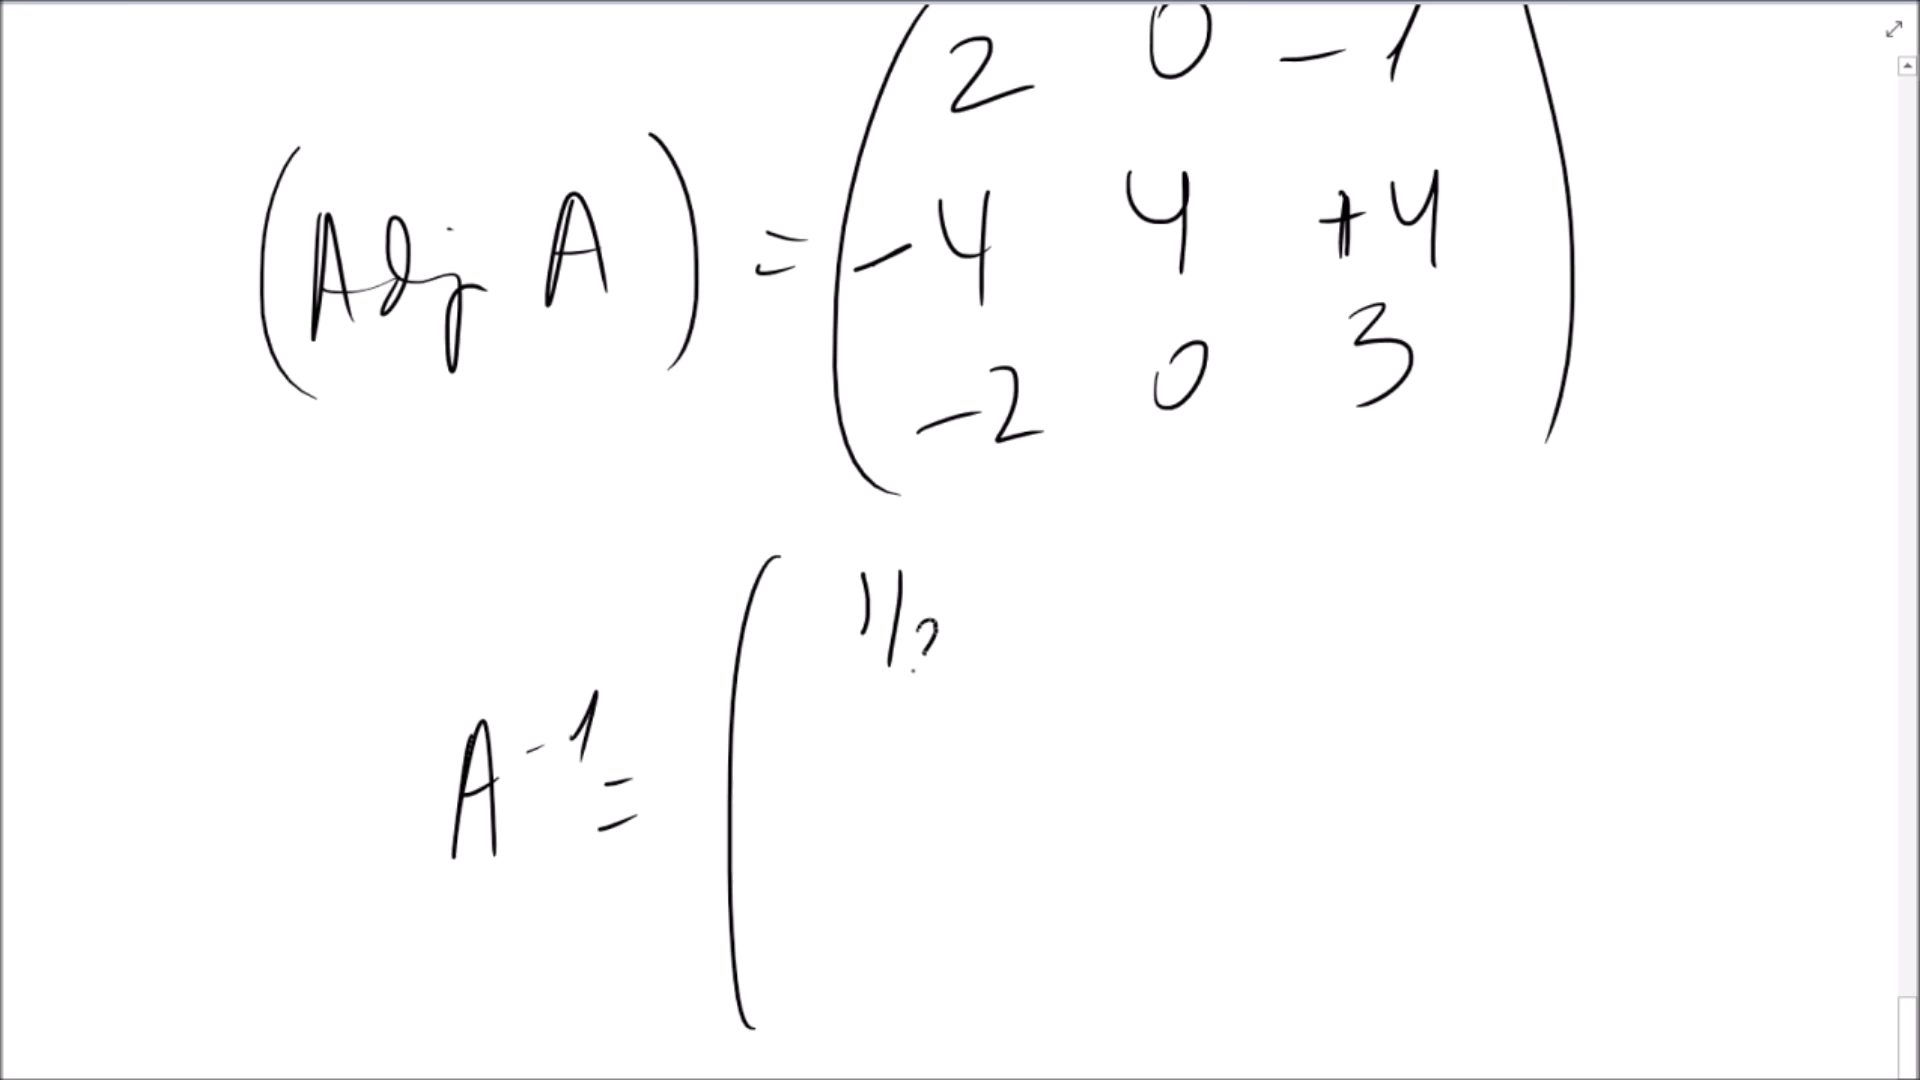 2 0 -1
(Adj A) = -4 4 +4
-2 0 3
1/2
A-1 =